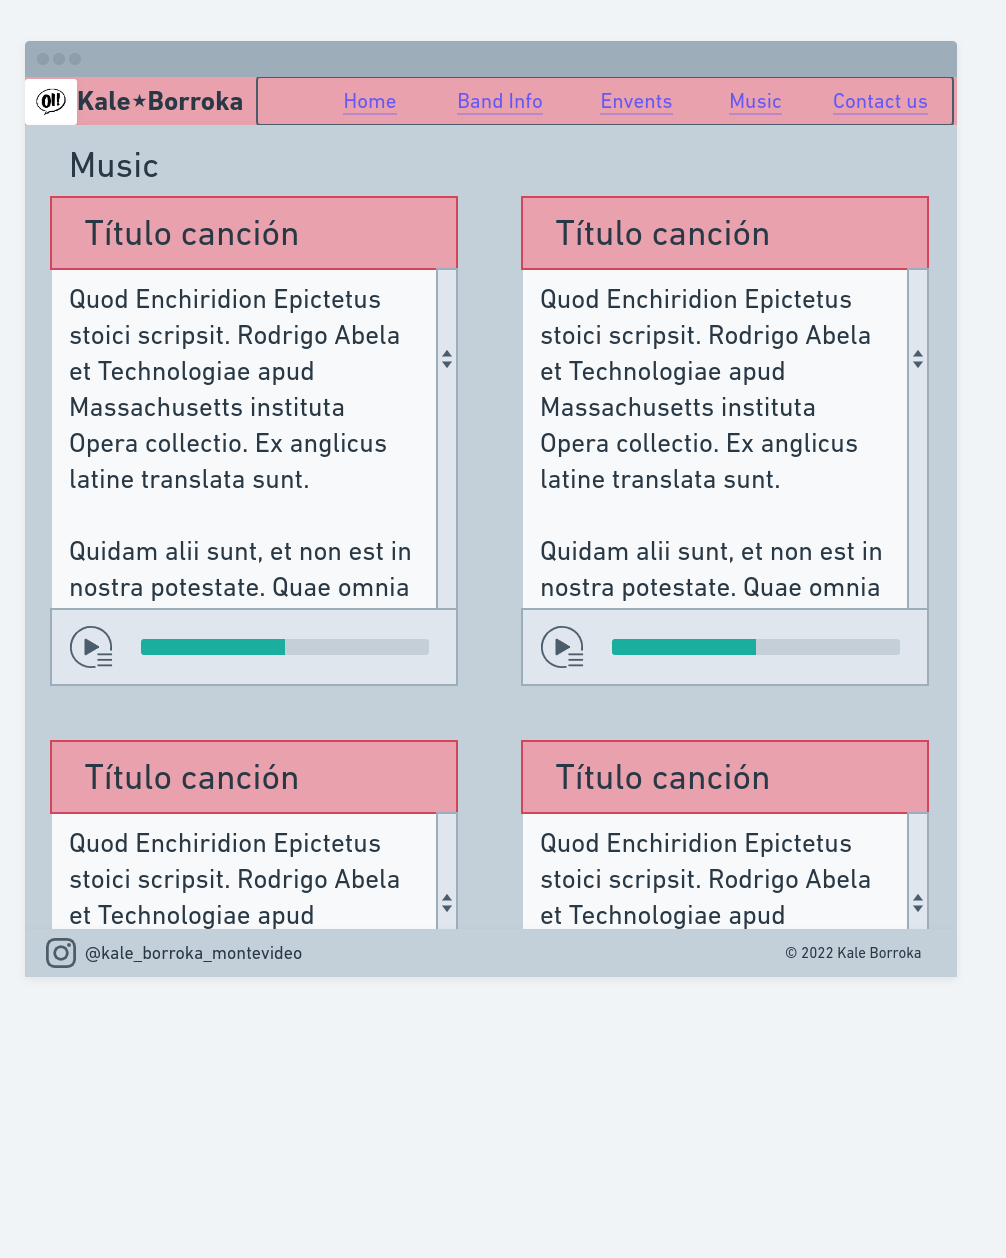 OI!
Kale★Borroka
Home Band Info Envents Music Contact us
Music
Título canción
Quod Enchiridion Epictetus
stoici scripsit. Rodrigo Abela
et Technologiae apud
Massachusetts instituta
Opera collectio. Ex anglicus
latine translata sunt.
Quidam alii sunt, et non est in
nostra potestate. Quae omnia
Título canción
Quod Enchiridion Epictetus
stoici scripsit. Rodrigo Abela
et Technologiae apud
Massachusetts instituta
Opera collectio. Ex anglicus
latine translata sunt.
Quidam alii sunt, et non est in
nostra potestate. Quae omnia
Título canción
Quod Enchiridion Epictetus
stoici scripsit. Rodrigo Abela
et Technologiae apud
Título canción
Quod Enchiridion Epictetus
stoici scripsit. Rodrigo Abela
et Technologiae apud
@kale_borroka_montevideo
© 2022 Kale Borroka